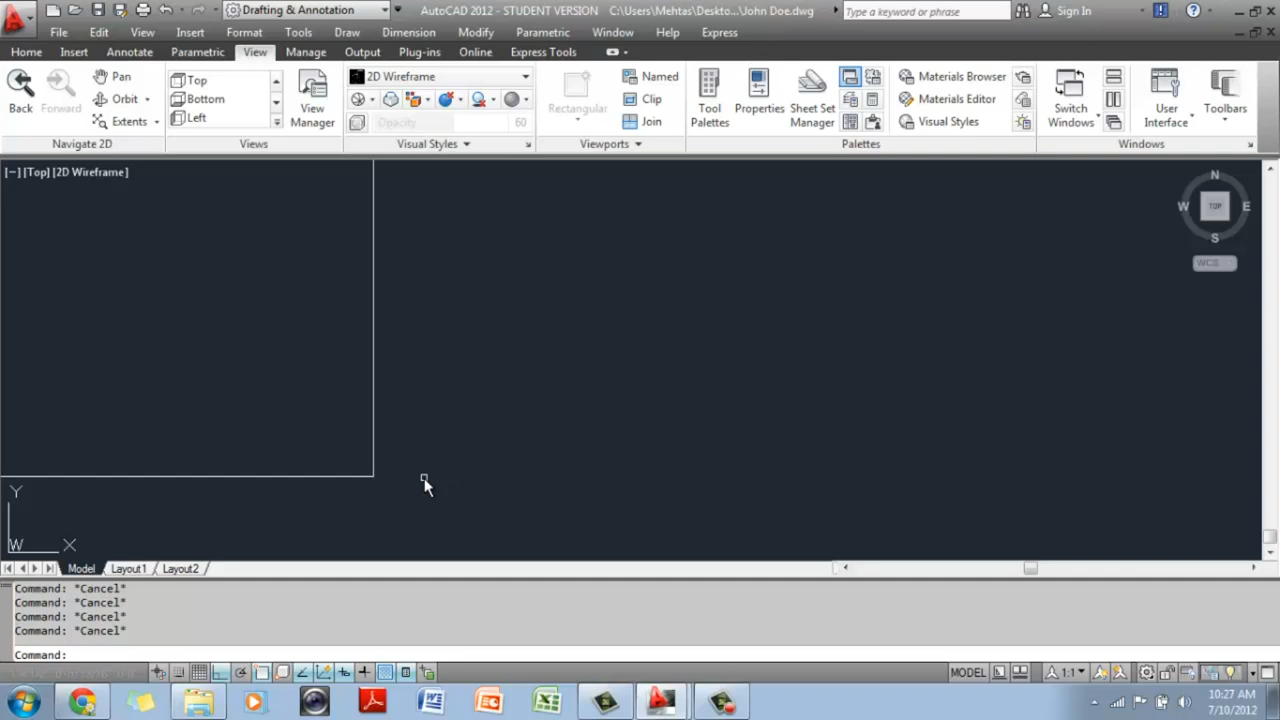 Drafting & Annotation AutoCAD 2012 - STUDENT VERSION C:\Users\Mehtas\Deskto...\John Doe.dwg Type a keyword or phrase Sign In
File Edit View Insert Format Tools Draw Dimension Modify Parametric Window Help Express
Home Insert Annotate Parametric View Manage Output Plug-ins Online Express Tools
Back Forward
Pan
Orbit
Extents
Top
Bottom
Left
View Manager
2D Wireframe
Opacity 60
Rectangular
Named
Clip
Join
Tool Palettes
Properties
Sheet Set Manager
Materials Browser
Materials Editor
Visual Styles
Switch Windows
User Interface
Toolbars
Navigate 2D Views Visual Styles Viewports Palettes Windows
[−] [Top] [2D Wireframe]
N
W TOP E
S
WCS
Y
W X
Model Layout1 Layout2
Command: *Cancel*
Command: *Cancel*
Command: *Cancel*
Command: *Cancel*
Command:
MODEL 1:1
10:27 AM
7/10/2012